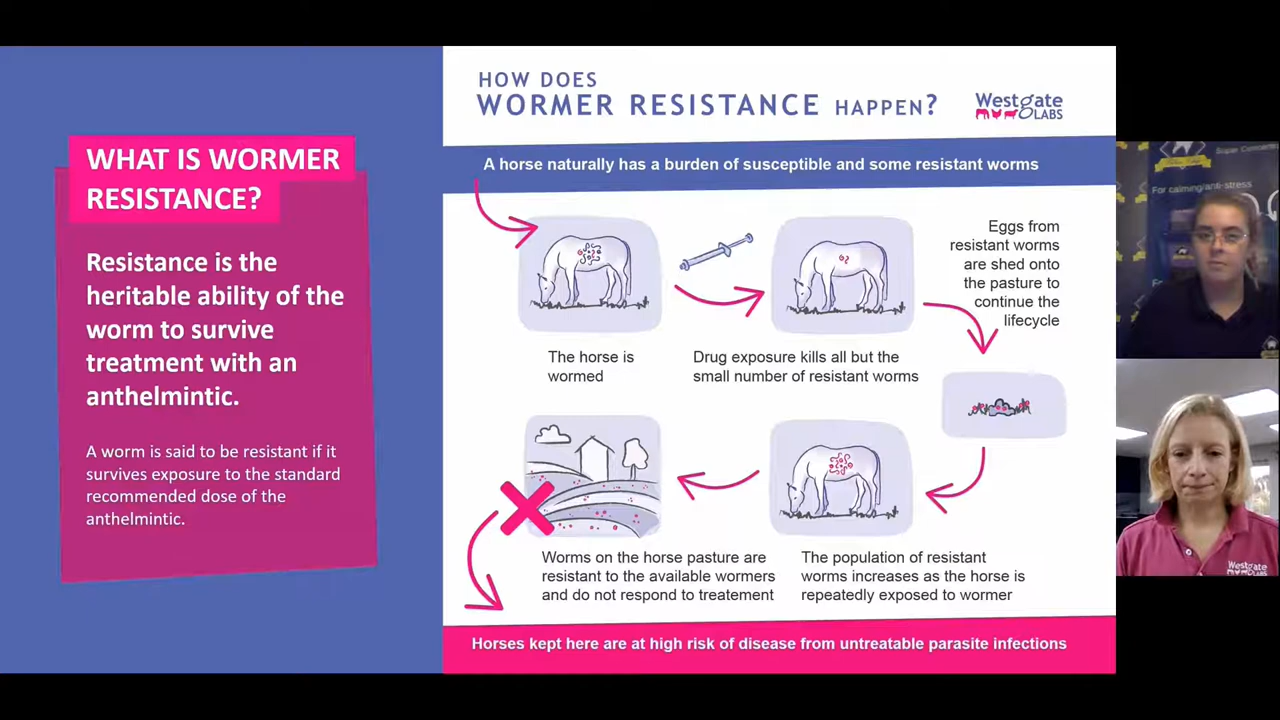 WHAT IS WORMER
RESISTANCE?
Resistance is the
heritable ability of the
worm to survive
treatment with an
anthelmintic.
A worm is said to be resistant if it
survives exposure to the standard
recommended dose of the
anthelmintic.
HOW DOES
WORMER RESISTANCE HAPPEN?
Westgate
LABS
A horse naturally has a burden of susceptible and some resistant worms
The horse is
wormed
Drug exposure kills all but the
small number of resistant worms
Eggs from
resistant worms
are shed onto
the pasture to
continue the
lifecycle
Worms on the horse pasture are
resistant to the available wormers
and do not respond to treatement
The population of resistant
worms increases as the horse is
repeatedly exposed to wormer
Horses kept here are at high risk of disease from untreatable parasite infections
For calming/anti-stress
Westgate
LABS